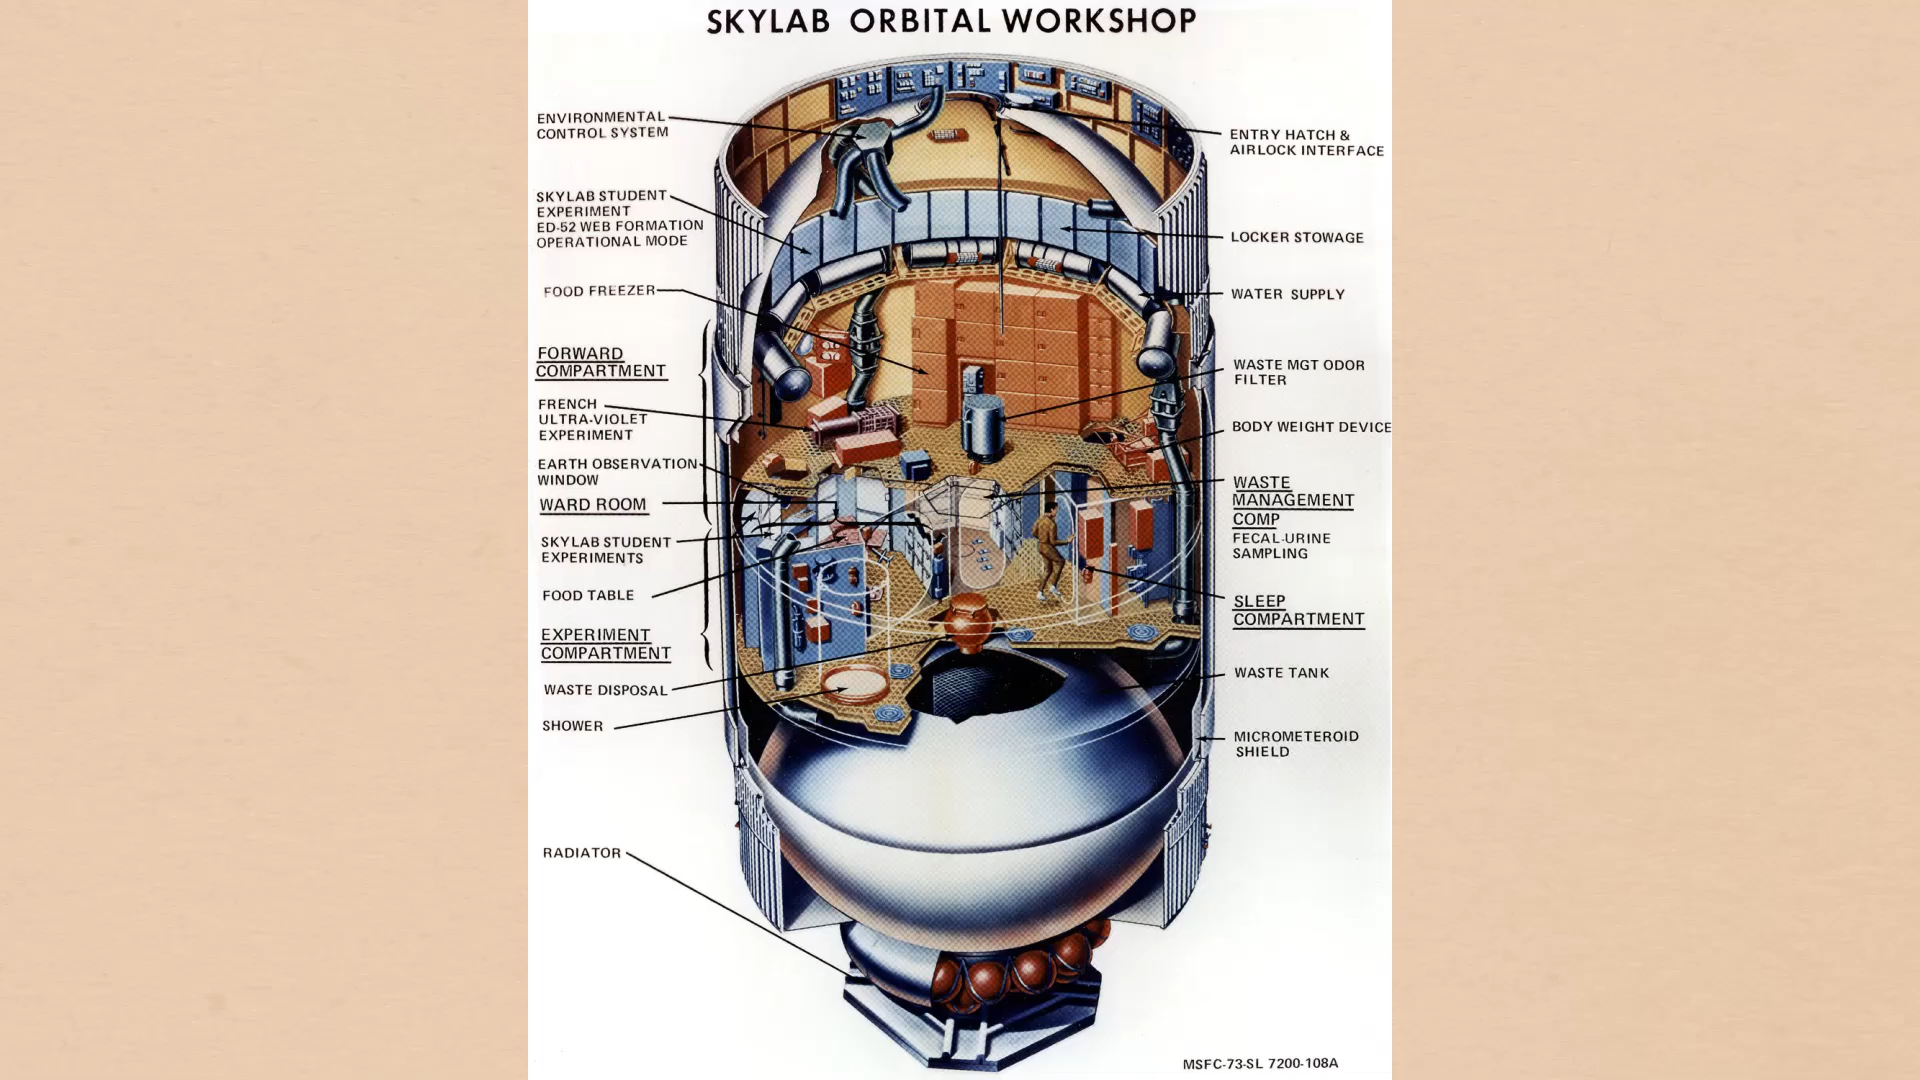 SKYLAB ORBITAL WORKSHOP
ENVIRONMENTAL
CONTROL SYSTEM
SKYLAB STUDENT
EXPERIMENT
ED-52 WEB FORMATION
OPERATIONAL MODE
FOOD FREEZER
FORWARD
COMPARTMENT
FRENCH
ULTRA-VIOLET
EXPERIMENT
EARTH OBSERVATION
WINDOW
WARD ROOM
SKYLAB STUDENT
EXPERIMENTS
FOOD TABLE
EXPERIMENT
COMPARTMENT
WASTE DISPOSAL
SHOWER
RADIATOR
ENTRY HATCH &
AIRLOCK INTERFACE
LOCKER STOWAGE
WATER SUPPLY
WASTE MGT ODOR
FILTER
BODY WEIGHT DEVICE
WASTE
MANAGEMENT
COMP
FECAL-URINE
SAMPLING
SLEEP
COMPARTMENT
WASTE TANK
MICROMETEROID
SHIELD
MSFC-73-SL 7200-108A